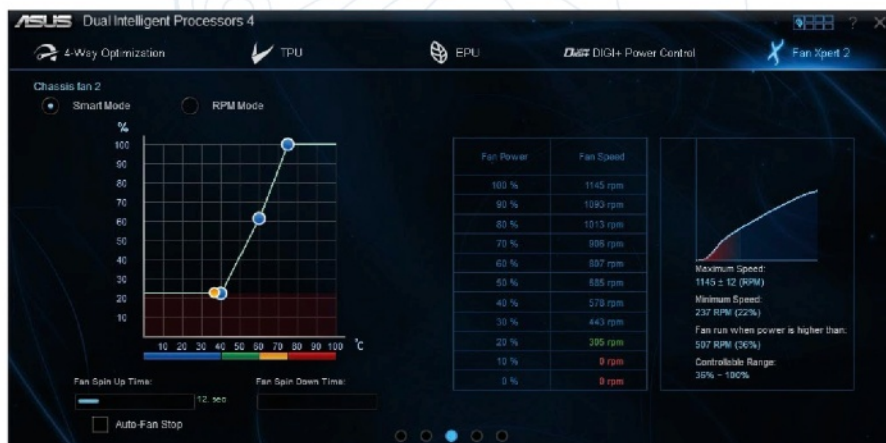 ASUS Dual Intelligent Processors 4
?
4-Way Optimization
TPU
EPU
DIGI+ Power Control
Fan Xpert 2
Chassis fan 2
Smart Mode
RPM Mode
%
100
90
80
70
60
50
40
30
20
10
10 20 30 40 50 60 70 80 90 100 °C
Fan Spin Up Time:
Fan Spin Down Time:
12. sec
Auto-Fan Stop
Fan Power Fan Speed
100 % 1145 rpm
90 % 1093 rpm
80 % 1013 rpm
70 % 906 rpm
60 % 807 rpm
50 % 685 rpm
40 % 578 rpm
30 % 443 rpm
20 % 305 rpm
10 % 0 rpm
0 % 0 rpm
Maximum Speed:
1145 ± 12 (RPM)
Minimum Speed:
237 RPM (22%)
Fan run when power is higher than:
507 RPM (36%)
Controllable Range:
36% ~ 100%